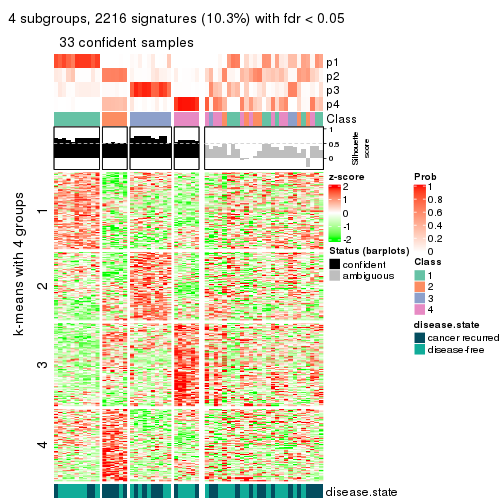 4 subgroups, 2216 signatures (10.3%) with fdr < 0.05
33 confident samples
p1
p2
p3
p4
Class
1
0.5
0
Silhouette
score
k-means with 4 groups
1
2
3
4
z-score
2
1
0
-1
-2
Status (barplots)
confident
ambiguous
Prob
1
0.8
0.6
0.4
0.2
0
Class
1
2
3
4
disease.state
cancer recurred
disease-free
disease.state